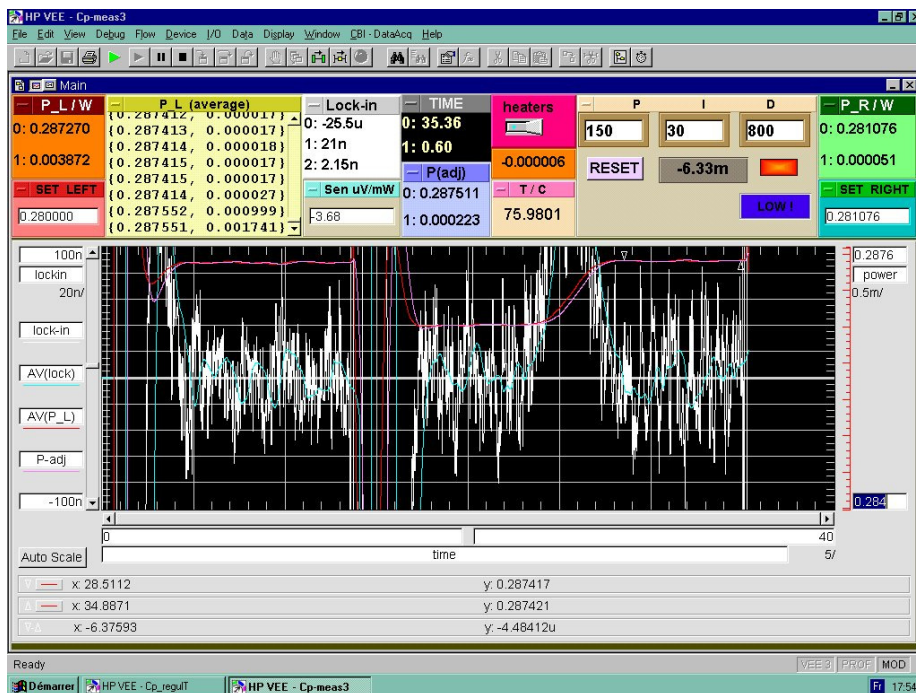 HP VEE - Cp-meas3
File Edit View Debug Flow Device I/O Data Display Window CBI-DataAcq Help
Main
P_L / W
0: 0.287270
1: 0.003872
SET LEFT
0.280000
P_L (average)
{0.287412, 0.000017}
{0.287413, 0.000017}
{0.287414, 0.000018}
{0.287415, 0.000017}
{0.287415, 0.000017}
{0.287414, 0.000027}
{0.287552, 0.000999}
{0.287551, 0.001741}
Lock-in
0: -25.5u
1: 21n
2: 2.15n
Sen uV/mW
-3.68
TIME
0: 35.36
1: 0.60
P(adj)
0: 0.287511
1: 0.000223
heaters
-0.000006
T / C
75.9801
P I D
150 30 800
RESET -6.33m
LOW !
P_R / W
0: 0.281076
1: 0.000051
SET RIGHT
0.281076
100n
lockin
20n/
lock-in
AV(lock)
AV(P_L)
P-adj
-100n
0.2876
power
0.5m/
0.284
0 40
Auto Scale time 5/
x: 28.5112 y: 0.287417
x: 34.8871 y: 0.287421
x: -6.37593 y: -4.48412u
Ready VEE 3 PROF MOD
Démarrer HP VEE - Cp_regulT HP VEE - Cp-meas3 Fr 17:54